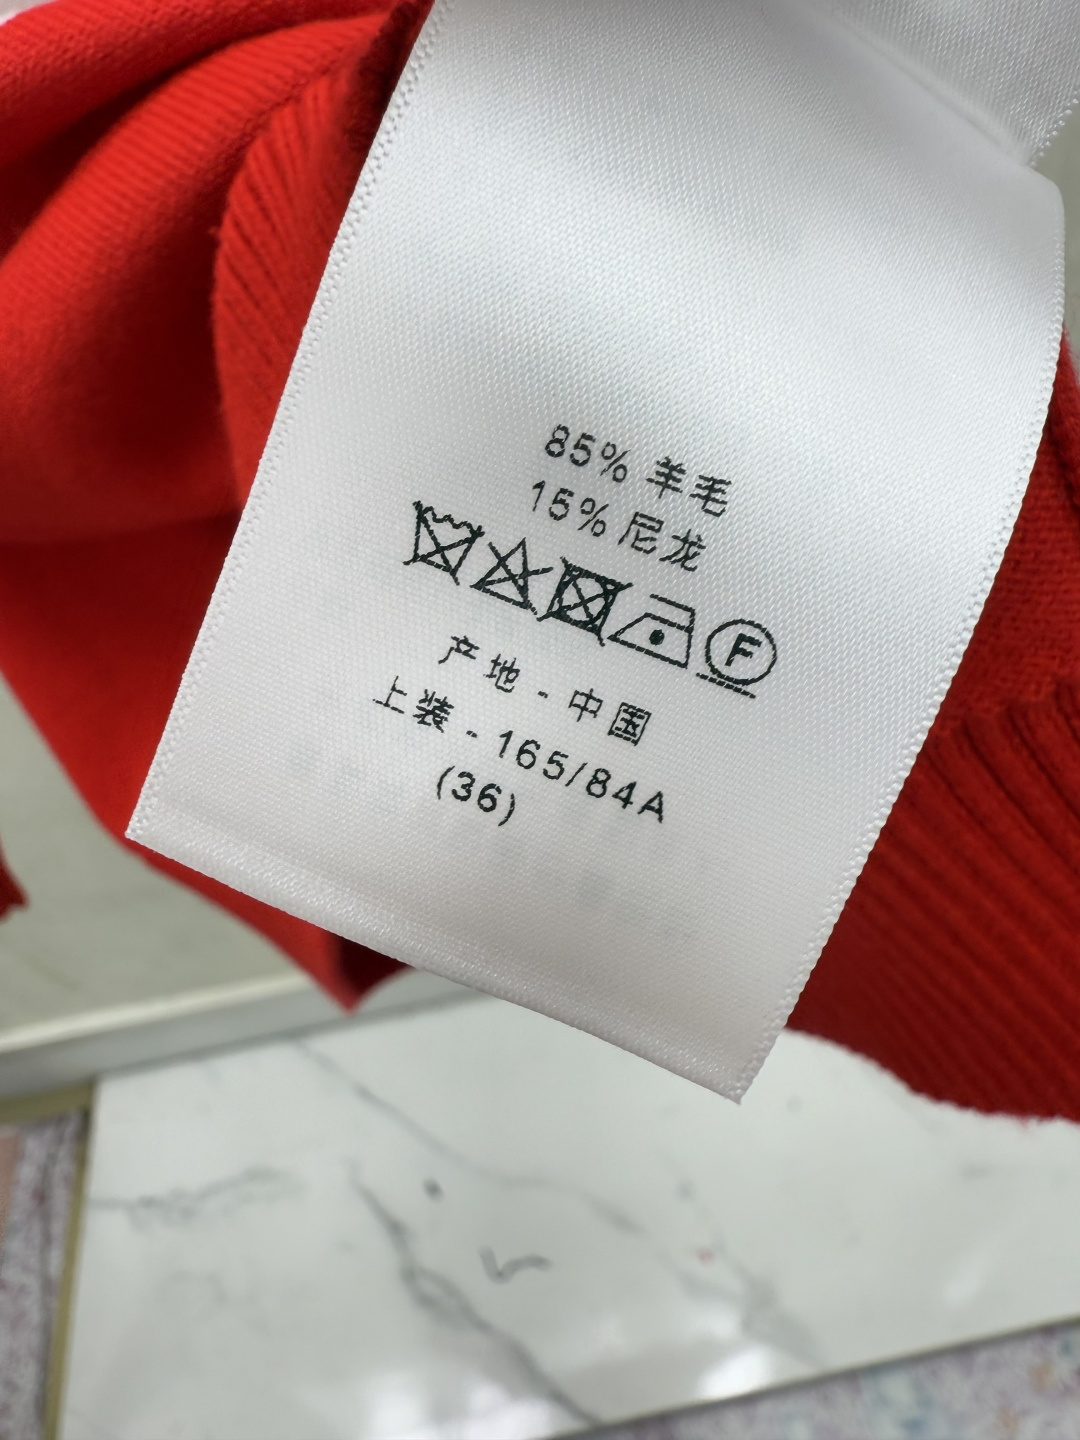 85% 羊毛
15% 尼龙
F
产地 - 中国
上装 - 165/84A
(36)